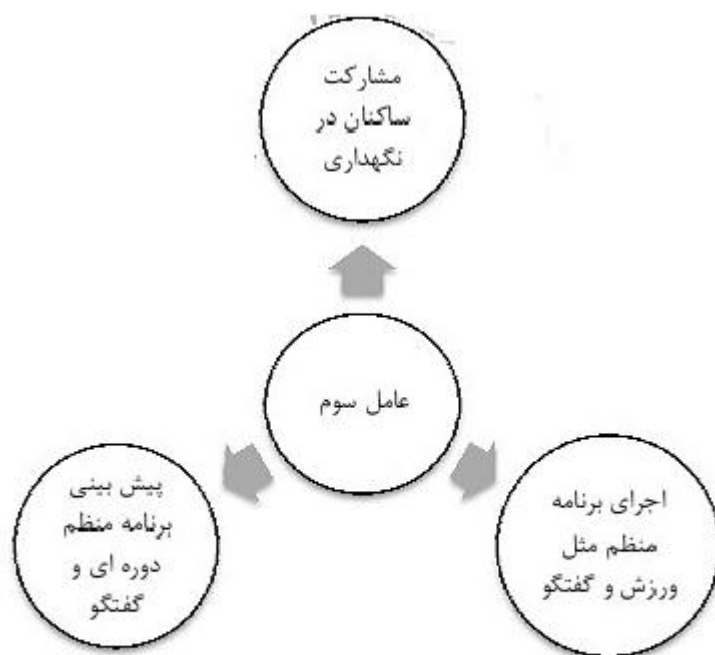 مشارکت
ساکنان در
نگهداری
عامل سوم
اجرای برنامه
منظم مثل
ورزش و گفتگو
پیش بینی
برنامه منظم
دوره ای و
گفتگو